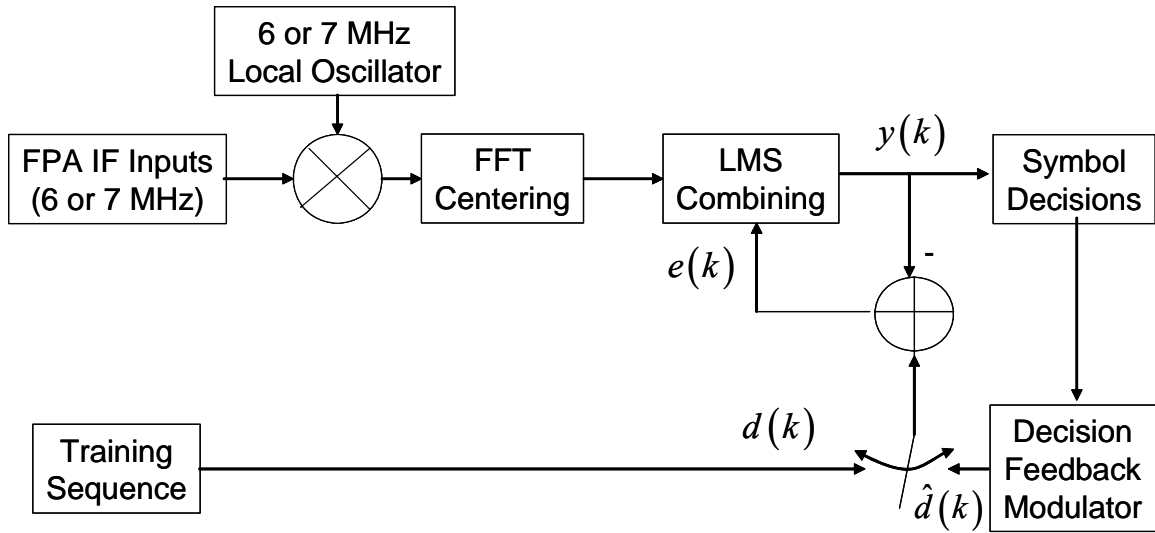 6 or 7 MHz
Local Oscillator
FPA IF Inputs
(6 or 7 MHz)
FFT
Centering
LMS
Combining
y(k)
Symbol
Decisions
e(k)
-
Training
Sequence
d(k)
d̂(k)
Decision
Feedback
Modulator